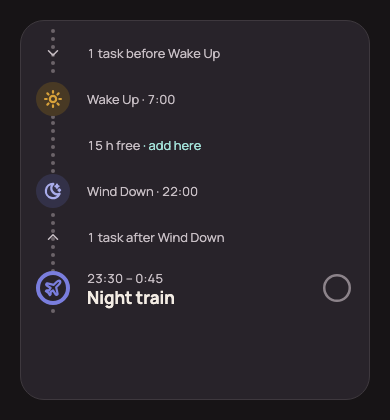 1 task before Wake Up
Wake Up · 7:00
15 h free · add here
Wind Down · 22:00
1 task after Wind Down
23:30 – 0:45
Night train